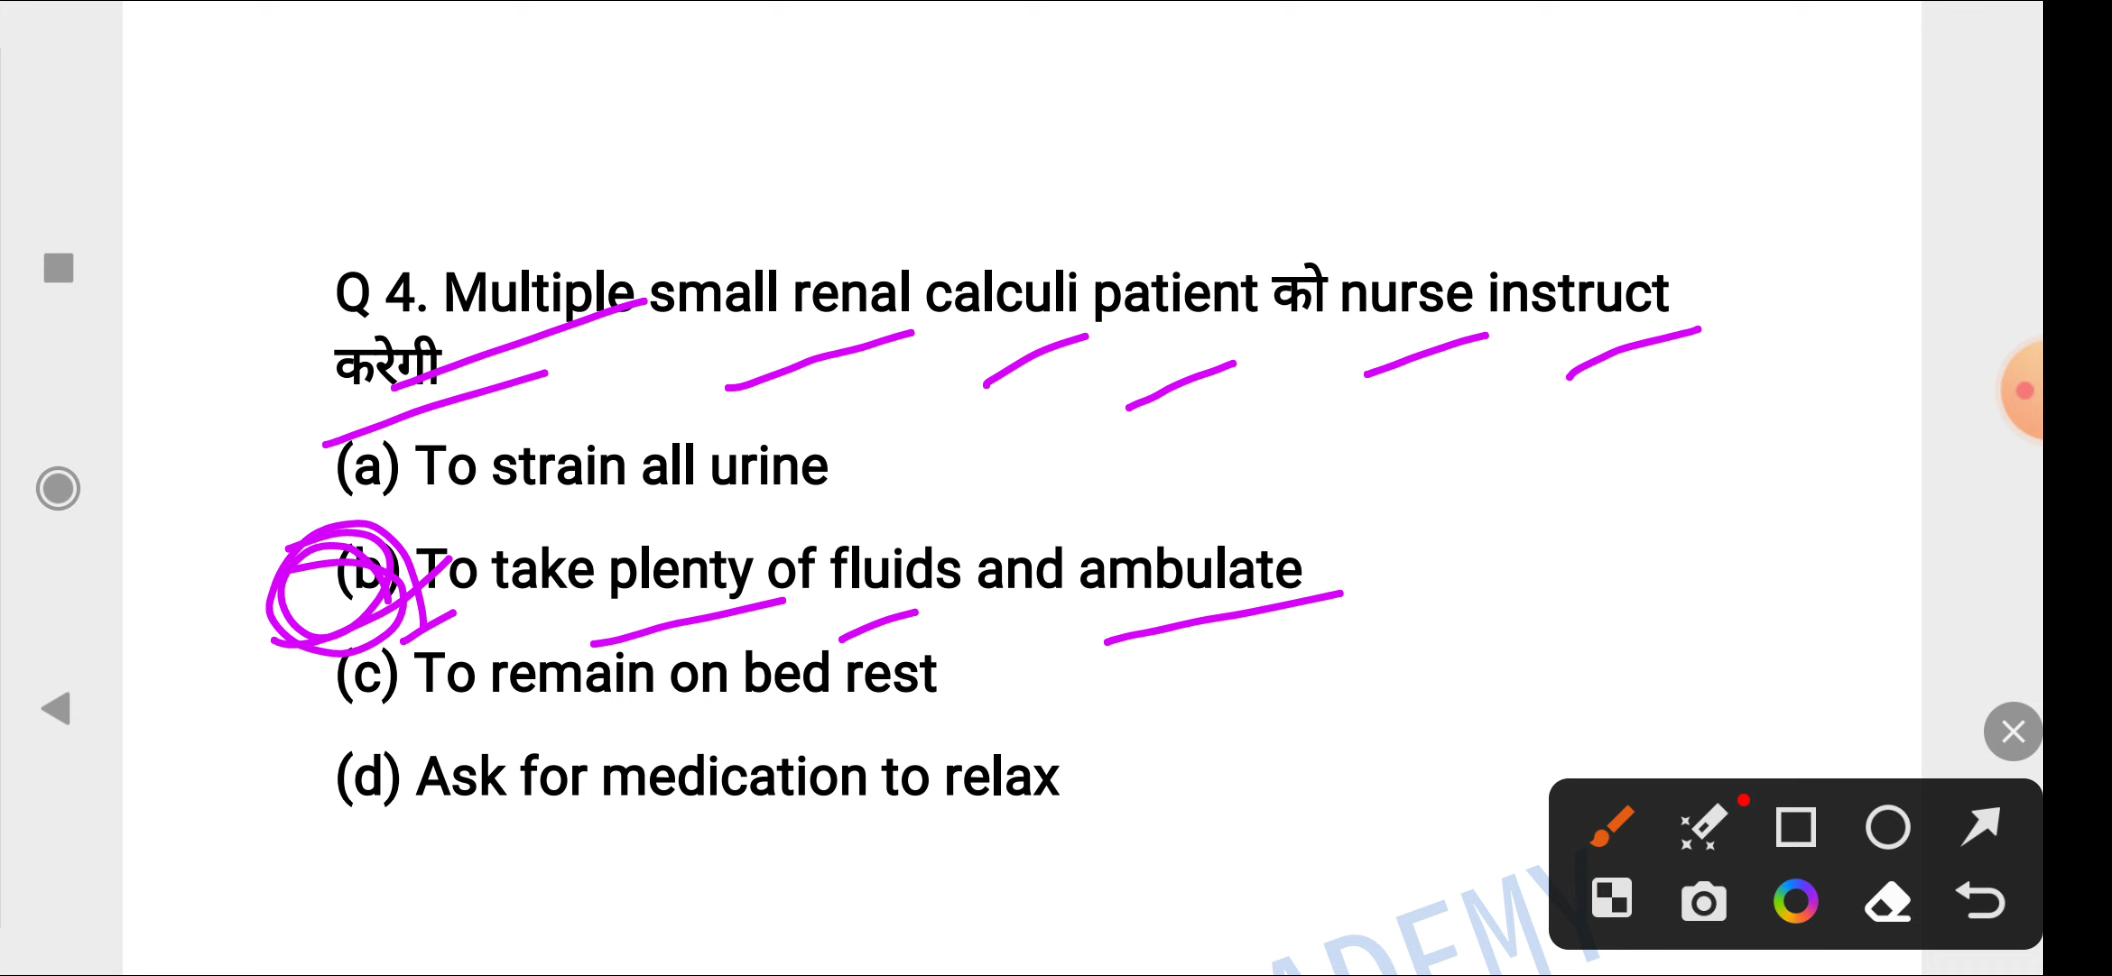 Q 4. Multiple small renal calculi patient को nurse instruct
करेगी
(a) To strain all urine
(b) To take plenty of fluids and ambulate
(c) To remain on bed rest
(d) Ask for medication to relax